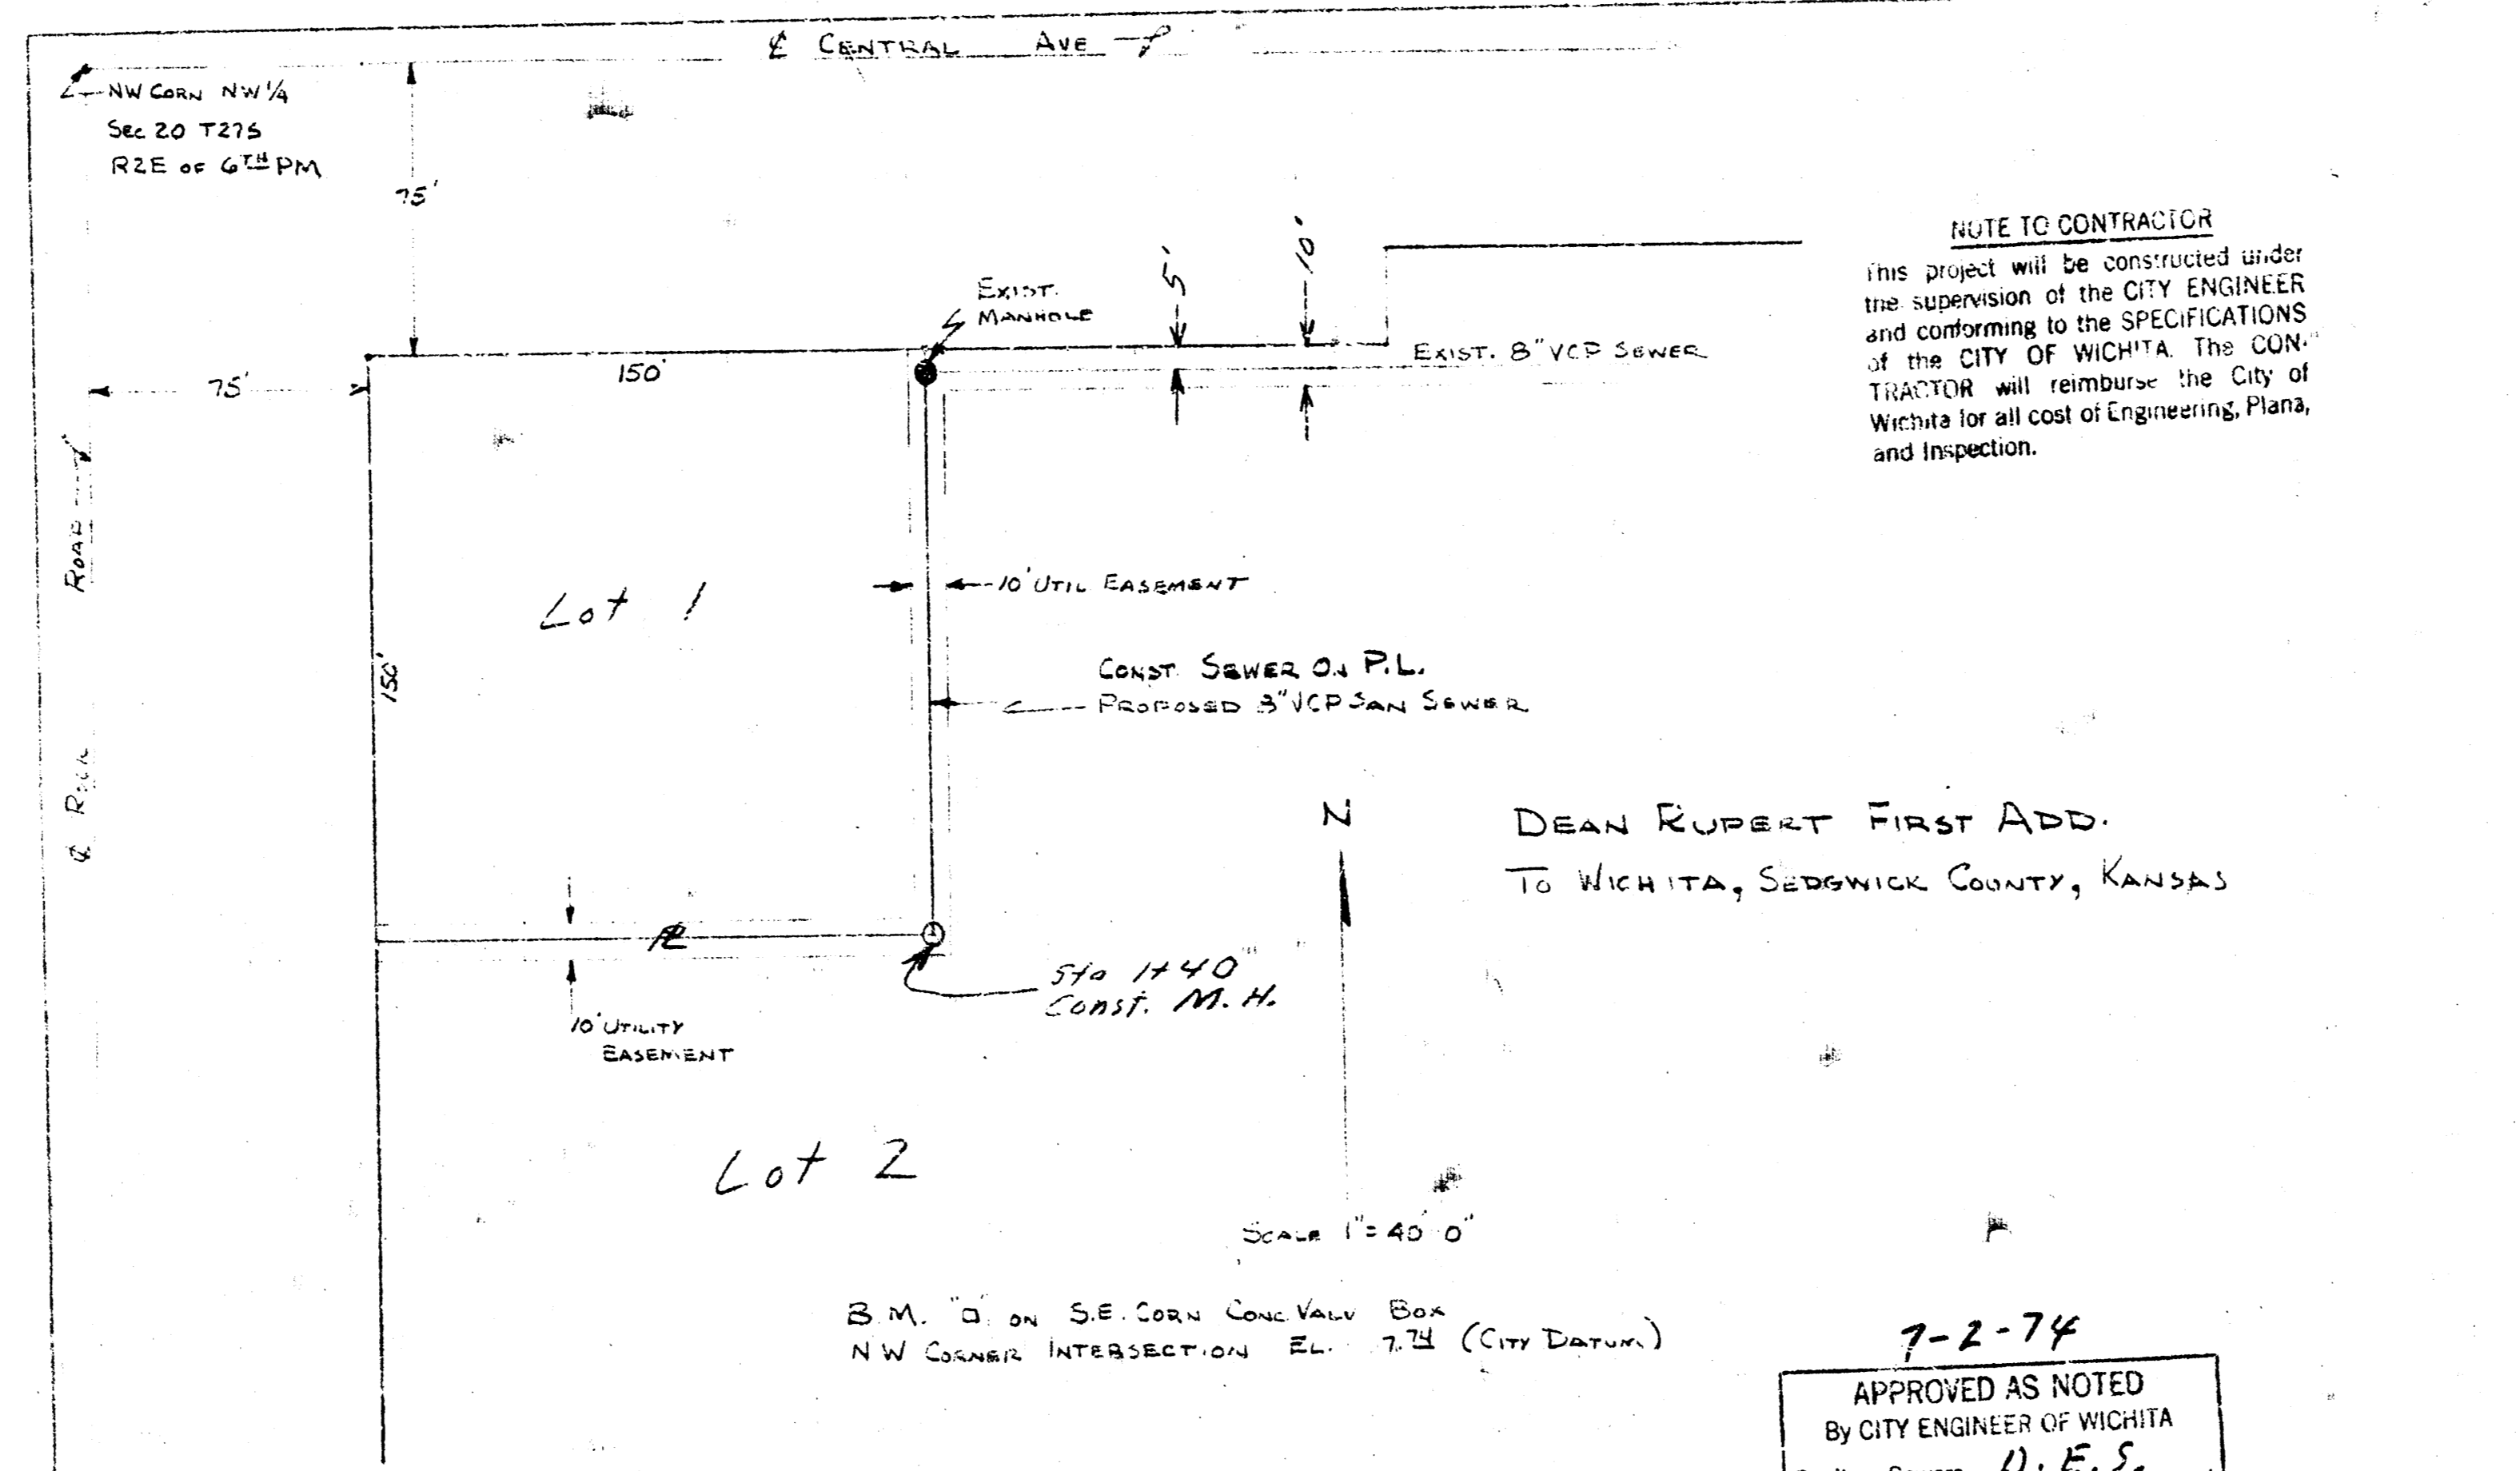 ℄ CENTRAL AVE
NW CORN NW 1/4
SEC 20 T27S
R2E OF 6TH PM
75'
75'
150'
EXIST.
MANHOLE
5'
10'
EXIST. 8" VCP SEWER
NOTE TO CONTRACTOR
This project will be constructed under
the supervision of the CITY ENGINEER
and conforming to the SPECIFICATIONS
of the CITY OF WICHITA. The CON-
TRACTOR will reimburse the City of
Wichita for all cost of Engineering, Plans,
and Inspection.
ROAD
℄
Lot 1
150'
10' UTIL EASEMENT
CONST. SEWER ON P.L.
PROPOSED 8" VCP SAN SEWER
N
DEAN RUPERT FIRST ADD.
TO WICHITA, SEDGWICK COUNTY, KANSAS
PL
Sta 1+40
Const. M.H.
10' UTILITY
EASEMENT
Lot 2
SCALE 1"= 40' 0"
B.M. "□" ON S.E. CORN CONC. VALV BOX
NW CORNER INTERSECTION EL. 7.74 (CITY DATUM)
7-2-74
APPROVED AS NOTED
By CITY ENGINEER OF WICHITA
D.E.S.